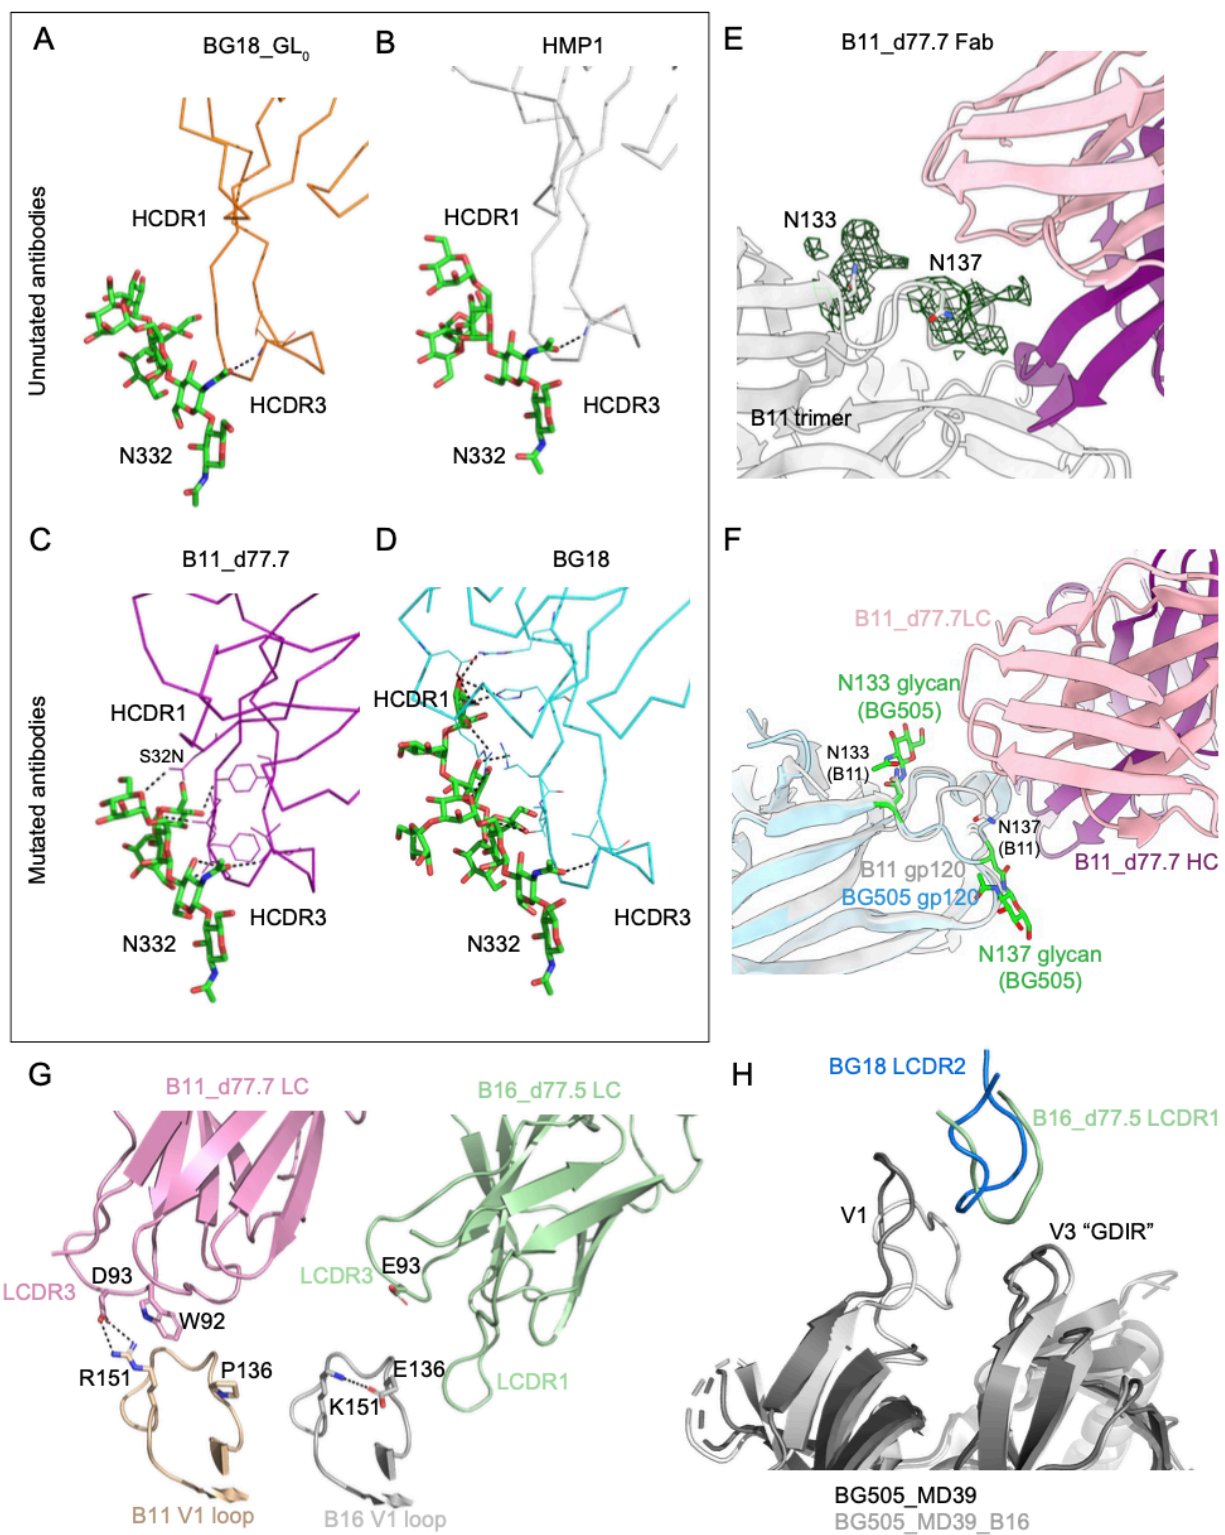 A
BG18_GL0
B
HMP1
Unmutated antibodies
HCDR1
HCDR3
N332
HCDR1
HCDR3
N332
C
B11_d77.7
D
BG18
Mutated antibodies
HCDR1
S32N
HCDR3
N332
HCDR1
HCDR3
N332
E
B11_d77.7 Fab
N133
N137
B11 trimer
F
B11_d77.7LC
N133 glycan
(BG505)
N133
(B11)
N137
(B11)
B11 gp120
BG505 gp120
B11_d77.7 HC
N137 glycan
(BG505)
G
B11_d77.7 LC
B16_d77.5 LC
LCDR3
D93
W92
R151
P136
B11 V1 loop
LCDR3
E93
LCDR1
E136
K151
B16 V1 loop
H
BG18 LCDR2
B16_d77.5 LCDR1
V1
V3 “GDIR”
BG505_MD39
BG505_MD39_B16